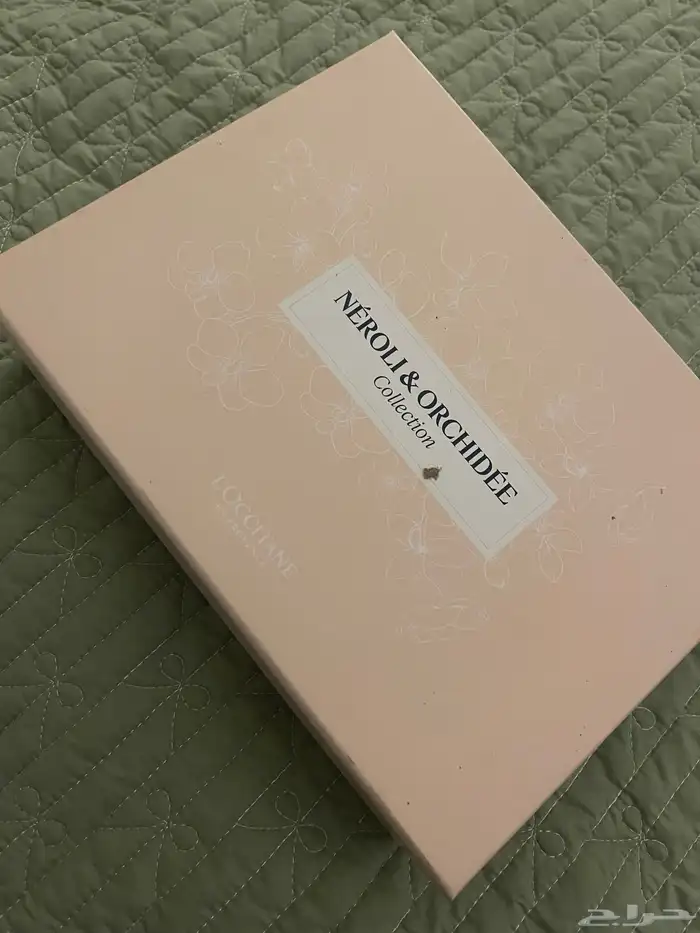 NÉROLI & ORCHIDÉE
Collection
L'OCCITANE
حراج